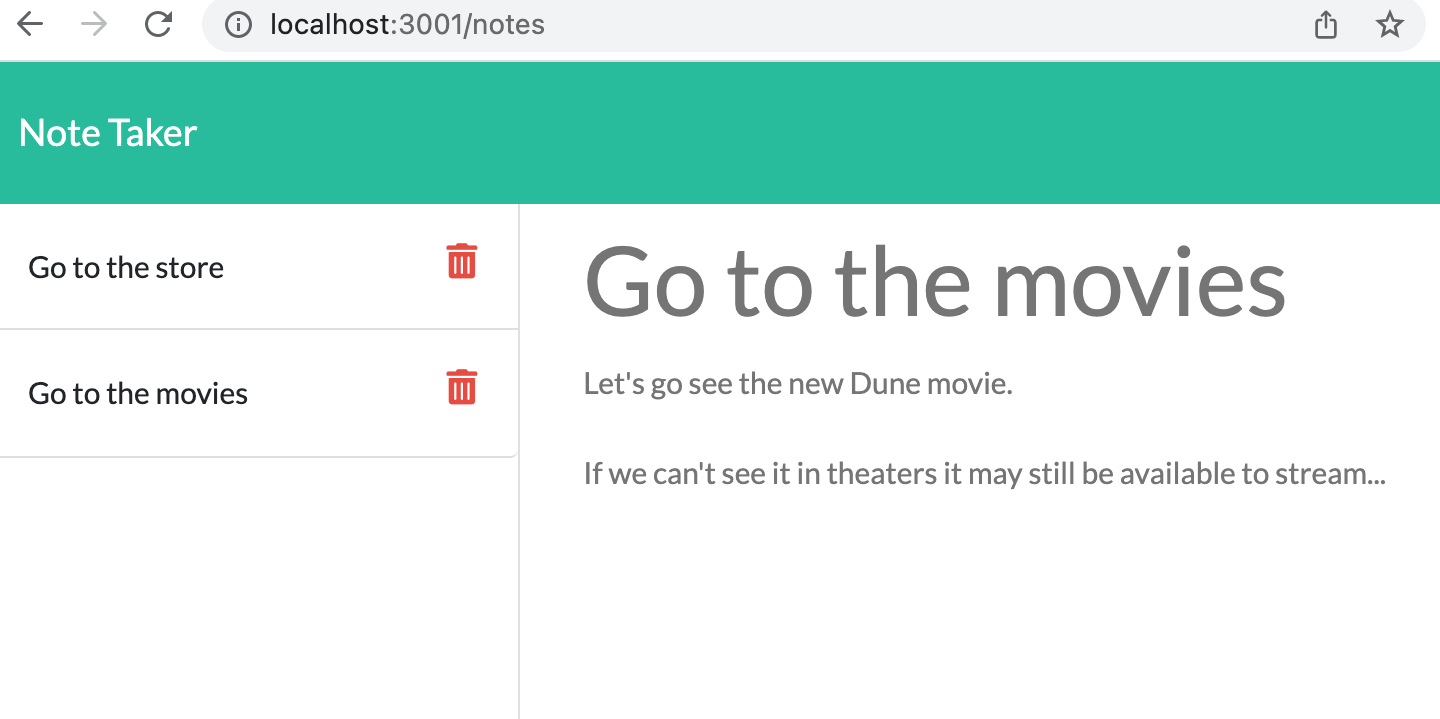 localhost:3001/notes
Note Taker
Go to the store
Go to the movies
Go to the movies
Let's go see the new Dune movie.
If we can't see it in theaters it may still be available to stream...